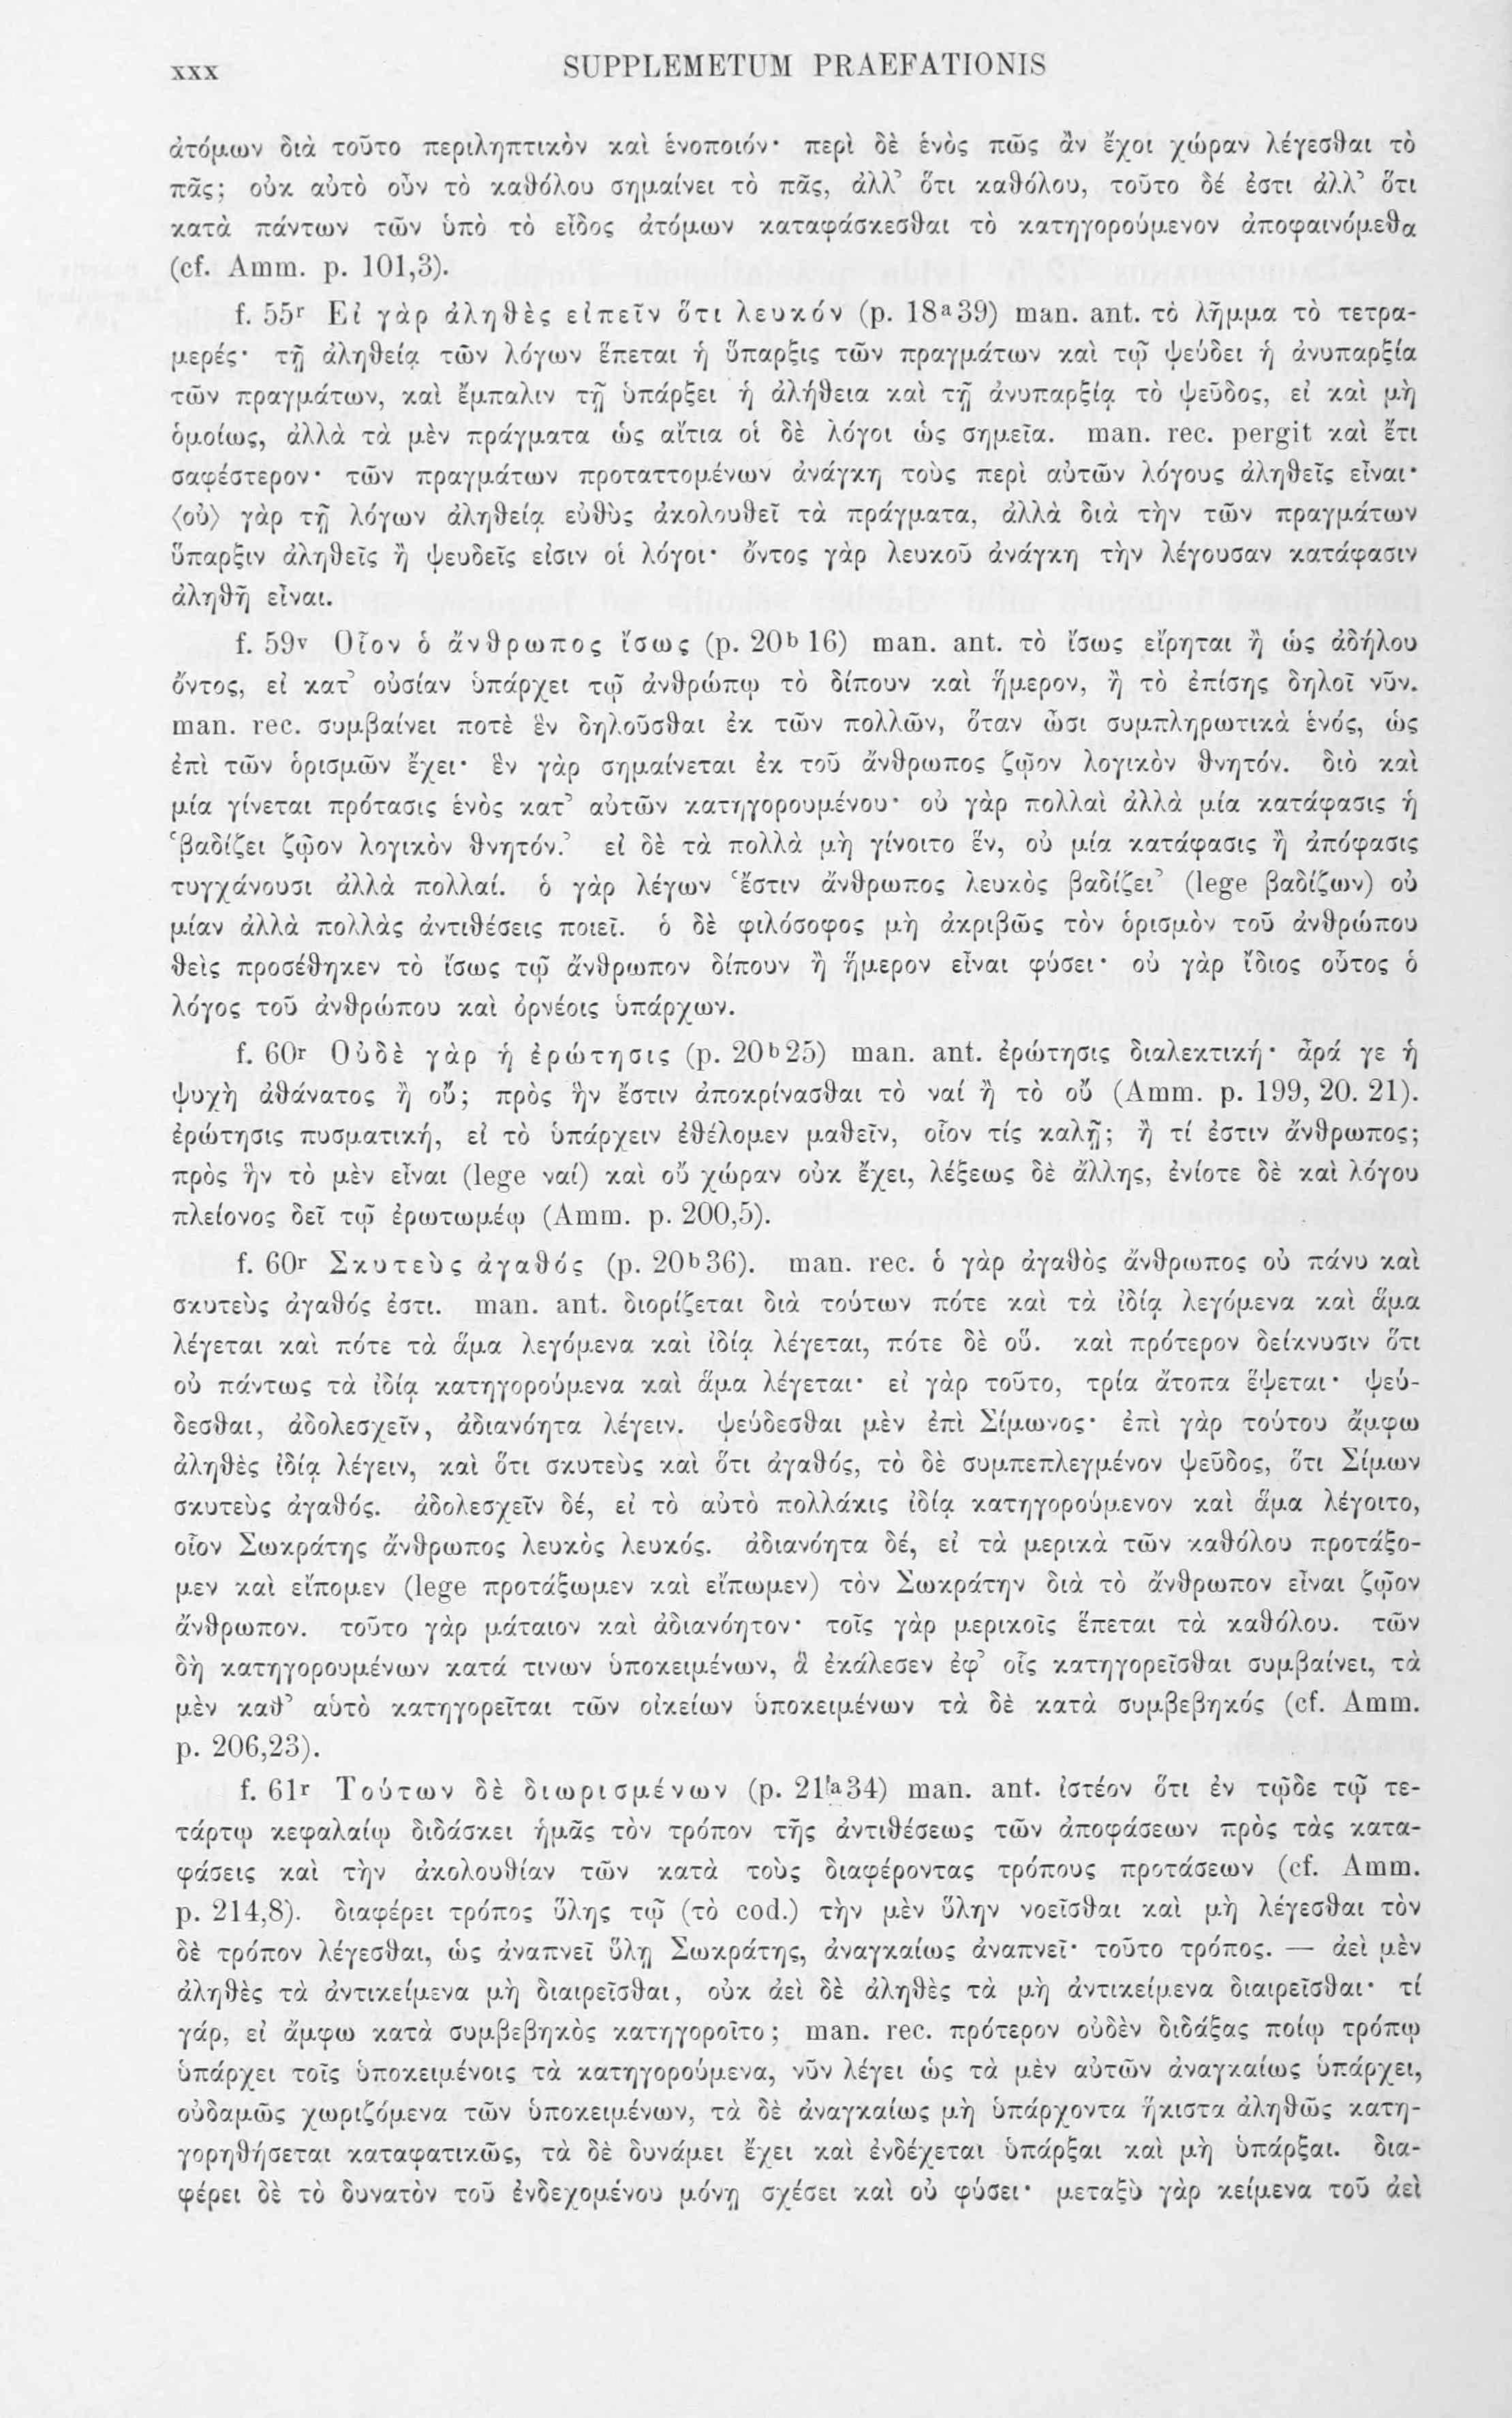 xxx SUPPLEMETUM PRAEFATIONIS
ἀτόμων διὰ τοῦτο περιληπτικὸν καὶ ἑνοποιόν· περὶ δὲ ἑνὸς πῶς ἂν ἔχοι χώραν λέγεσθαι τὸ
πᾶς; οὐκ αὐτὸ οὖν τὸ καθόλου σημαίνει τὸ πᾶς, ἀλλ’ ὅτι καθόλου, τοῦτο δέ ἐστι ἀλλ’ ὅτι
κατὰ πάντων τῶν ὑπὸ τὸ εἶδος ἀτόμων καταφάσκεσθαι τὸ κατηγορούμενον ἀποφαινόμεθα
(cf. Amm. p. 101,3).
f. 55r Εἰ γὰρ ἀληθὲς εἰπεῖν ὅτι λευκόν (p. 18a39) man. ant. τὸ λῆμμα τὸ τετρα-
μερές· τῇ ἀληθείᾳ τῶν λόγων ἕπεται ἡ ὕπαρξις τῶν πραγμάτων καὶ τῷ ψεύδει ἡ ἀνυπαρξία
τῶν πραγμάτων, καὶ ἔμπαλιν τῇ ὑπάρξει ἡ ἀλήθεια καὶ τῇ ἀνυπαρξίᾳ τὸ ψεῦδος, εἰ καὶ μὴ
ὁμοίως, ἀλλὰ τὰ μὲν πράγματα ὡς αἴτια οἱ δὲ λόγοι ὡς σημεῖα. man. rec. pergit καὶ ἔτι
σαφέστερον· τῶν πραγμάτων προταττομένων ἀνάγκη τοὺς περὶ αὐτῶν λόγους ἀληθεῖς εἶναι·
⟨οὐ⟩ γὰρ τῇ λόγων ἀληθείᾳ εὐθὺς ἀκολουθεῖ τὰ πράγματα, ἀλλὰ διὰ τὴν τῶν πραγμάτων
ὕπαρξιν ἀληθεῖς ἢ ψευδεῖς εἰσιν οἱ λόγοι· ὄντος γὰρ λευκοῦ ἀνάγκη τὴν λέγουσαν κατάφασιν
ἀληθῆ εἶναι.
f. 59v Οἷον ὁ ἄνθρωπος ἴσως (p. 20b 16) man. ant. τὸ ἴσως εἴρηται ἢ ὡς ἀδήλου
ὄντος, εἰ κατ’ οὐσίαν ὑπάρχει τῷ ἀνθρώπῳ τὸ δίπουν καὶ ἥμερον, ἢ τὸ ἐπίσης δηλοῖ νῦν.
man. rec. συμβαίνει ποτὲ ἓν δηλοῦσθαι ἐκ τῶν πολλῶν, ὅταν ὦσι συμπληρωτικὰ ἑνός, ὡς
ἐπὶ τῶν ὁρισμῶν ἔχει· ἓν γὰρ σημαίνεται ἐκ τοῦ ἄνθρωπος ζῷον λογικὸν θνητόν. διὸ καὶ
μία γίνεται πρότασις ἑνὸς κατ’ αὐτῶν κατηγορουμένου· οὐ γὰρ πολλαὶ ἀλλὰ μία κατάφασις ἡ
‘βαδίζει ζῷον λογικὸν θνητόν.’ εἰ δὲ τὰ πολλὰ μὴ γίνοιτο ἕν, οὐ μία κατάφασις ἢ ἀπόφασις
τυγχάνουσι ἀλλὰ πολλαί. ὁ γὰρ λέγων ‘ἔστιν ἄνθρωπος λευκὸς βαδίζει’ (lege βαδίζων) οὐ
μίαν ἀλλὰ πολλὰς ἀντιθέσεις ποιεῖ. ὁ δὲ φιλόσοφος μὴ ἀκριβῶς τὸν ὁρισμὸν τοῦ ἀνθρώπου
θεὶς προσέθηκεν τὸ ἴσως τῷ ἄνθρωπον δίπουν ἢ ἥμερον εἶναι φύσει· οὐ γὰρ ἴδιος οὗτος ὁ
λόγος τοῦ ἀνθρώπου καὶ ὀρνέοις ὑπάρχων.
f. 60r Οὐδὲ γὰρ ἡ ἐρώτησις (p. 20b25) man. ant. ἐρώτησις διαλεκτική· ἆρά γε ἡ
ψυχὴ ἀθάνατος ἢ οὔ; πρὸς ἣν ἔστιν ἀποκρίνασθαι τὸ ναί ἢ τὸ οὔ (Amm. p. 199, 20. 21).
ἐρώτησις πυσματική, εἰ τὸ ὑπάρχειν ἐθέλομεν μαθεῖν, οἷον τίς καλῇ; ἢ τί ἐστιν ἄνθρωπος;
πρὸς ἣν τὸ μὲν εἶναι (lege ναί) καὶ οὔ χώραν οὐκ ἔχει, λέξεως δὲ ἄλλης, ἐνίοτε δὲ καὶ λόγου
πλείονος δεῖ τῷ ἐρωτωμέῳ (Amm. p. 200,5).
f. 60r Σκυτεὺς ἀγαθός (p. 20b36). man. rec. ὁ γὰρ ἀγαθὸς ἄνθρωπος οὐ πάνυ καὶ
σκυτεὺς ἀγαθός ἐστι. man. ant. διορίζεται διὰ τούτων πότε καὶ τὰ ἰδίᾳ λεγόμενα καὶ ἅμα
λέγεται καὶ πότε τὰ ἅμα λεγόμενα καὶ ἰδίᾳ λέγεται, πότε δὲ οὔ. καὶ πρότερον δείκνυσιν ὅτι
οὐ πάντως τὰ ἰδίᾳ κατηγορούμενα καὶ ἅμα λέγεται· εἰ γὰρ τοῦτο, τρία ἄτοπα ἕψεται· ψεύ-
δεσθαι, ἀδολεσχεῖν, ἀδιανόητα λέγειν. ψεύδεσθαι μὲν ἐπὶ Σίμωνος· ἐπὶ γὰρ τούτου ἄμφω
ἀληθὲς ἰδίᾳ λέγειν, καὶ ὅτι σκυτεὺς καὶ ὅτι ἀγαθός, τὸ δὲ συμπεπλεγμένον ψεῦδος, ὅτι Σίμων
σκυτεὺς ἀγαθός. ἀδολεσχεῖν δέ, εἰ τὸ αὐτὸ πολλάκις ἰδίᾳ κατηγορούμενον καὶ ἅμα λέγοιτο,
οἷον Σωκράτης ἄνθρωπος λευκὸς λευκός. ἀδιανόητα δέ, εἰ τὰ μερικὰ τῶν καθόλου προτάξο-
μεν καὶ εἴπομεν (lege προτάξωμεν καὶ εἴπωμεν) τὸν Σωκράτην διὰ τὸ ἄνθρωπον εἶναι ζῷον
ἄνθρωπον. τοῦτο γὰρ μάταιον καὶ ἀδιανόητον· τοῖς γὰρ μερικοῖς ἕπεται τὰ καθόλου. τῶν
δὴ κατηγορουμένων κατά τινων ὑποκειμένων, ἃ ἐκάλεσεν ἐφ’ οἷς κατηγορεῖσθαι συμβαίνει, τὰ
μὲν καθ’ αὑτὸ κατηγορεῖται τῶν οἰκείων ὑποκειμένων τὰ δὲ κατὰ συμβεβηκός (cf. Amm.
p. 206,23).
f. 61r Τούτων δὲ διωρισμένων (p. 21a34) man. ant. ἰστέον ὅτι ἐν τῷδε τῷ τε-
τάρτῳ κεφαλαίῳ διδάσκει ἡμᾶς τὸν τρόπον τῆς ἀντιθέσεως τῶν ἀποφάσεων πρὸς τὰς κατα-
φάσεις καὶ τὴν ἀκολουθίαν τῶν κατὰ τοὺς διαφέροντας τρόπους προτάσεων (cf. Amm.
p. 214,8). διαφέρει τρόπος ὕλης τῷ (τὸ cod.) τὴν μὲν ὕλην νοεῖσθαι καὶ μὴ λέγεσθαι τὸν
δὲ τρόπον λέγεσθαι, ὡς ἀναπνεῖ ὕλῃ Σωκράτης, ἀναγκαίως ἀναπνεῖ· τοῦτο τρόπος. — ἀεὶ μὲν
ἀληθὲς τὰ ἀντικείμενα μὴ διαιρεῖσθαι, οὐκ ἀεὶ δὲ ἀληθὲς τὰ μὴ ἀντικείμενα διαιρεῖσθαι· τί
γάρ, εἰ ἄμφω κατὰ συμβεβηκὸς κατηγοροῖτο; man. rec. πρότερον οὐδὲν διδάξας ποίῳ τρόπῳ
ὑπάρχει τοῖς ὑποκειμένοις τὰ κατηγορούμενα, νῦν λέγει ὡς τὰ μὲν αὐτῶν ἀναγκαίως ὑπάρχει,
οὐδαμῶς χωριζόμενα τῶν ὑποκειμένων, τὰ δὲ ἀναγκαίως μὴ ὑπάρχοντα ἥκιστα ἀληθῶς κατη-
γορηθήσεται καταφατικῶς, τὰ δὲ δυνάμει ἔχει καὶ ἐνδέχεται ὑπάρξαι καὶ μὴ ὑπάρξαι. δια-
φέρει δὲ τὸ δυνατὸν τοῦ ἐνδεχομένου μόνῃ σχέσει καὶ οὐ φύσει· μεταξὺ γὰρ κείμενα τοῦ ἀεὶ